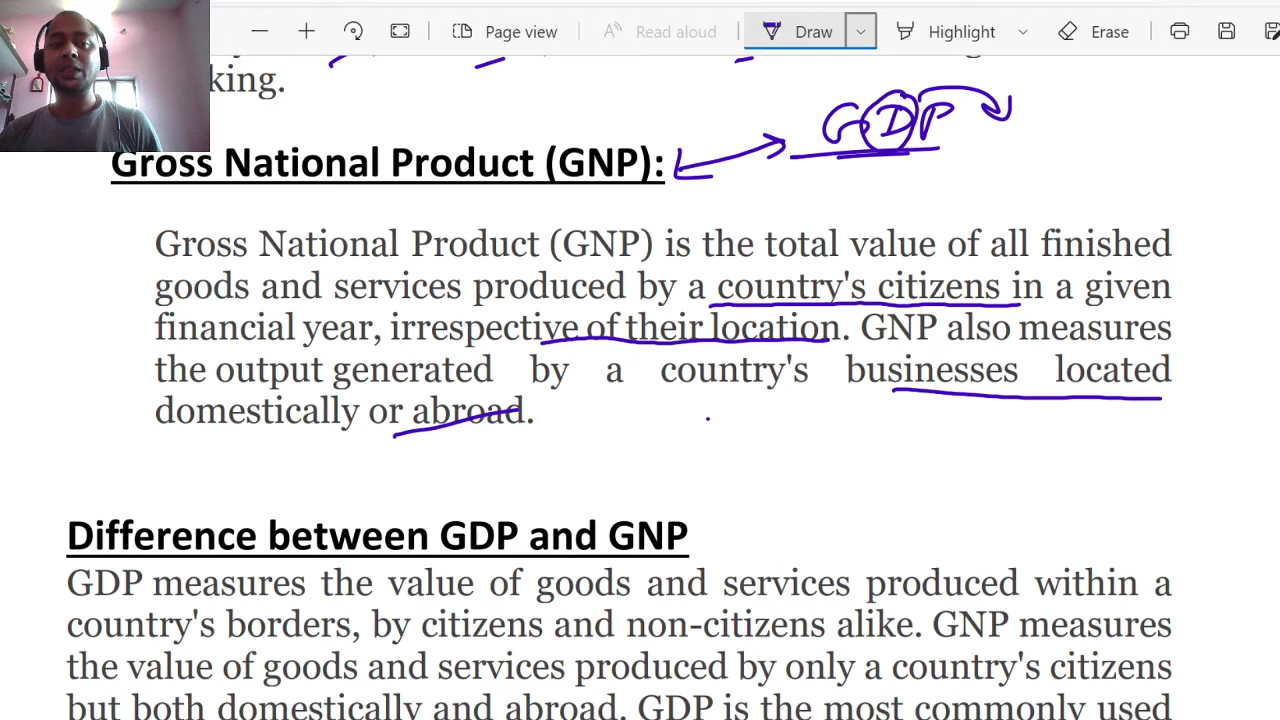 Page view
Read aloud
Draw
Highlight
Erase
king.
GDP
Gross National Product (GNP):
Gross National Product (GNP) is the total value of all finished
goods and services produced by a country's citizens in a given
financial year, irrespective of their location. GNP also measures
the output generated by a country's businesses located
domestically or abroad.
Difference between GDP and GNP
GDP measures the value of goods and services produced within a
country's borders, by citizens and non-citizens alike. GNP measures
the value of goods and services produced by only a country's citizens
but both domestically and abroad. GDP is the most commonly used